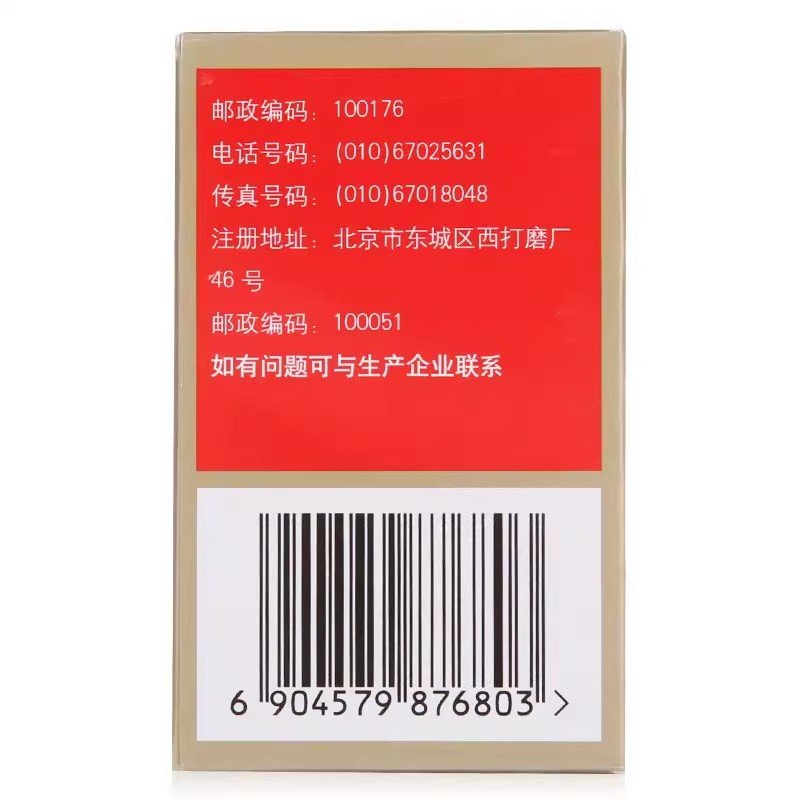 邮政编码：100176
电话号码：(010)67025631
传真号码：(010)67018048
注册地址：北京市东城区西打磨厂
46 号
邮政编码：100051
如有问题可与生产企业联系
6 904579 876803 >